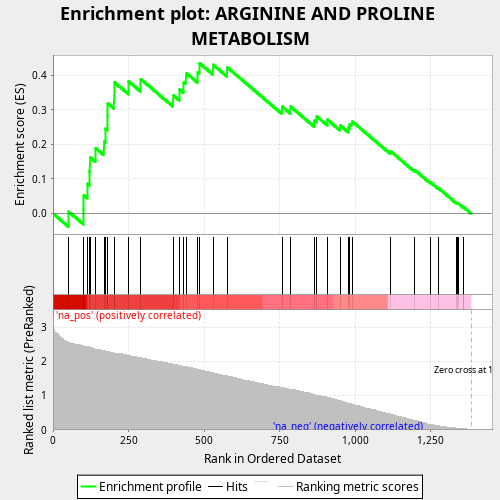 Enrichment plot: ARGININE AND PROLINE
METABOLISM
Enrichment score (ES)
0.4
0.3
0.2
0.1
0.0
'na_pos' (positively correlated)
Ranked list metric (PreRanked)
3
2
1
0
Zero cross at 1
'na_neg' (negatively correlated)
0
250
500
750
1,000
1,250
Rank in Ordered Dataset
Enrichment profile
Hits
Ranking metric scores